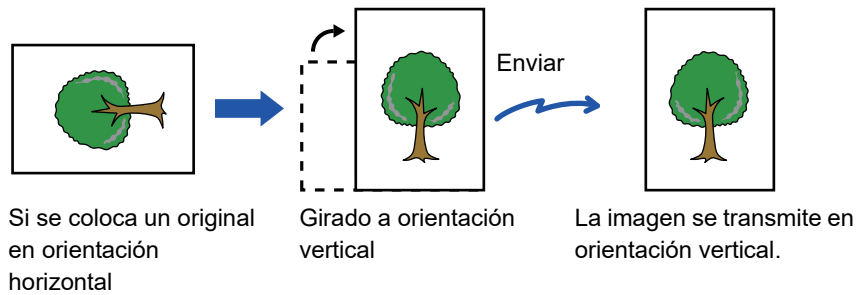 Enviar
Si se coloca un original
en orientación
horizontal
Girado a orientación
vertical
La imagen se transmite en
orientación vertical.